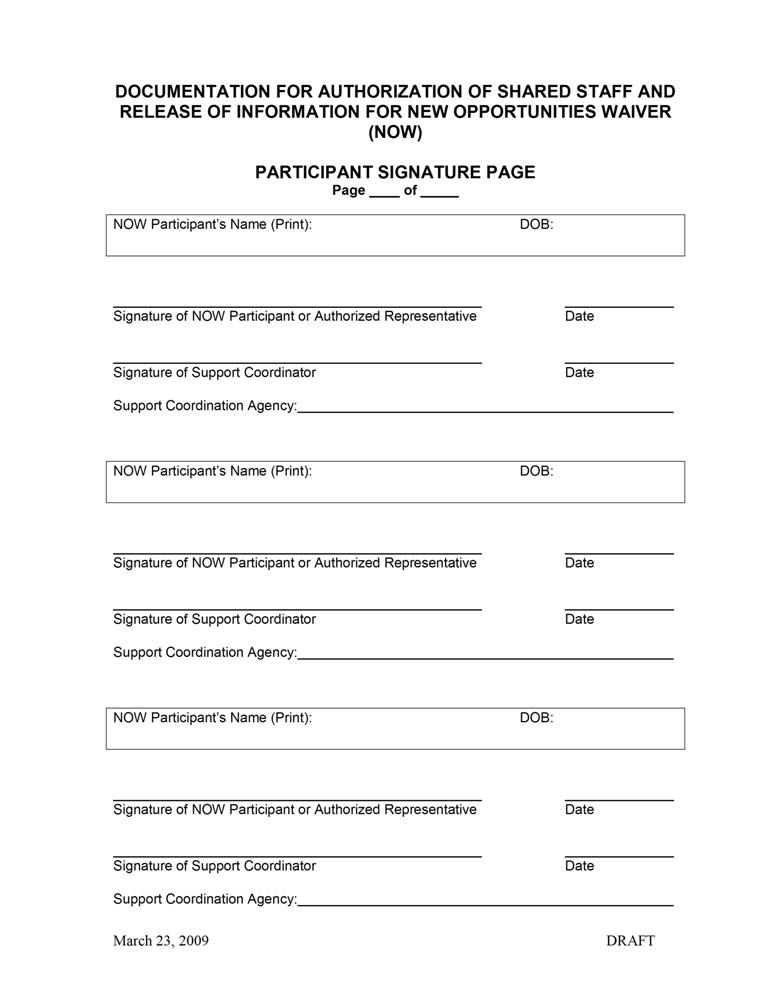 DOCUMENTATION FOR AUTHORIZATION OF SHARED STAFF AND
RELEASE OF INFORMATION FOR NEW OPPORTUNITIES WAIVER
(NOW)
PARTICIPANT SIGNATURE PAGE
Page ____ of _____
NOW Participant’s Name (Print): DOB:
Signature of NOW Participant or Authorized Representative Date
Signature of Support Coordinator Date
Support Coordination Agency:
NOW Participant’s Name (Print): DOB:
Signature of NOW Participant or Authorized Representative Date
Signature of Support Coordinator Date
Support Coordination Agency:
NOW Participant’s Name (Print): DOB:
Signature of NOW Participant or Authorized Representative Date
Signature of Support Coordinator Date
Support Coordination Agency:
March 23, 2009 DRAFT